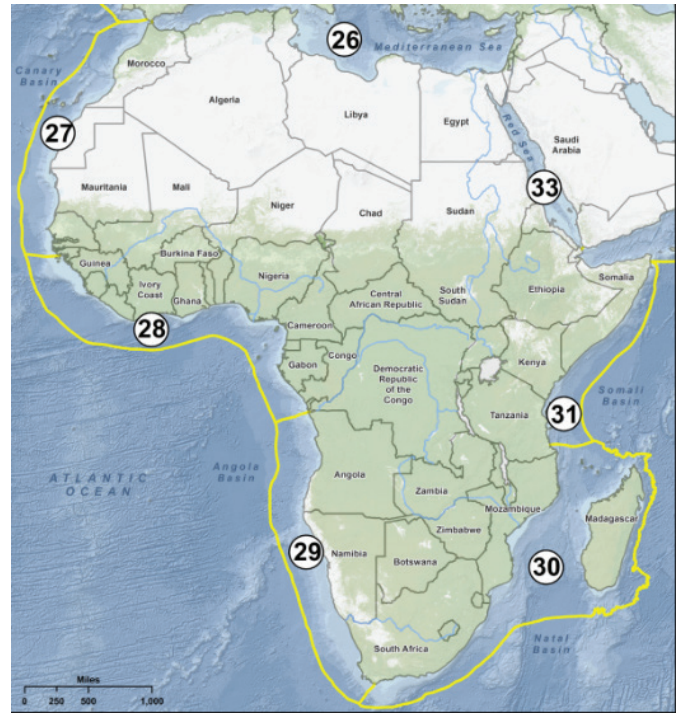 26
Mediterranean Sea
Canary
Basin
Morocco
Algeria
Libya
Egypt
27
Red Sea
Saudi
Arabia
33
Mauritania
Mali
Niger
Chad
Sudan
Burkina Faso
Guinea
Nigeria
Ivory
Coast
Ghana
Somalia
Ethiopia
Central
African Republic
South
Sudan
28
Cameroon
Gabon
Congo
Democratic
Republic
of the
Congo
Kenya
Somali
Basin
Tanzania
31
ATLANTIC
OCEAN
Angola
Basin
Angola
Zambia
Mozambique
Madagascar
Zimbabwe
29
Namibia
Botswana
30
South Africa
Natal
Basin
Miles
0 250 500 1,000